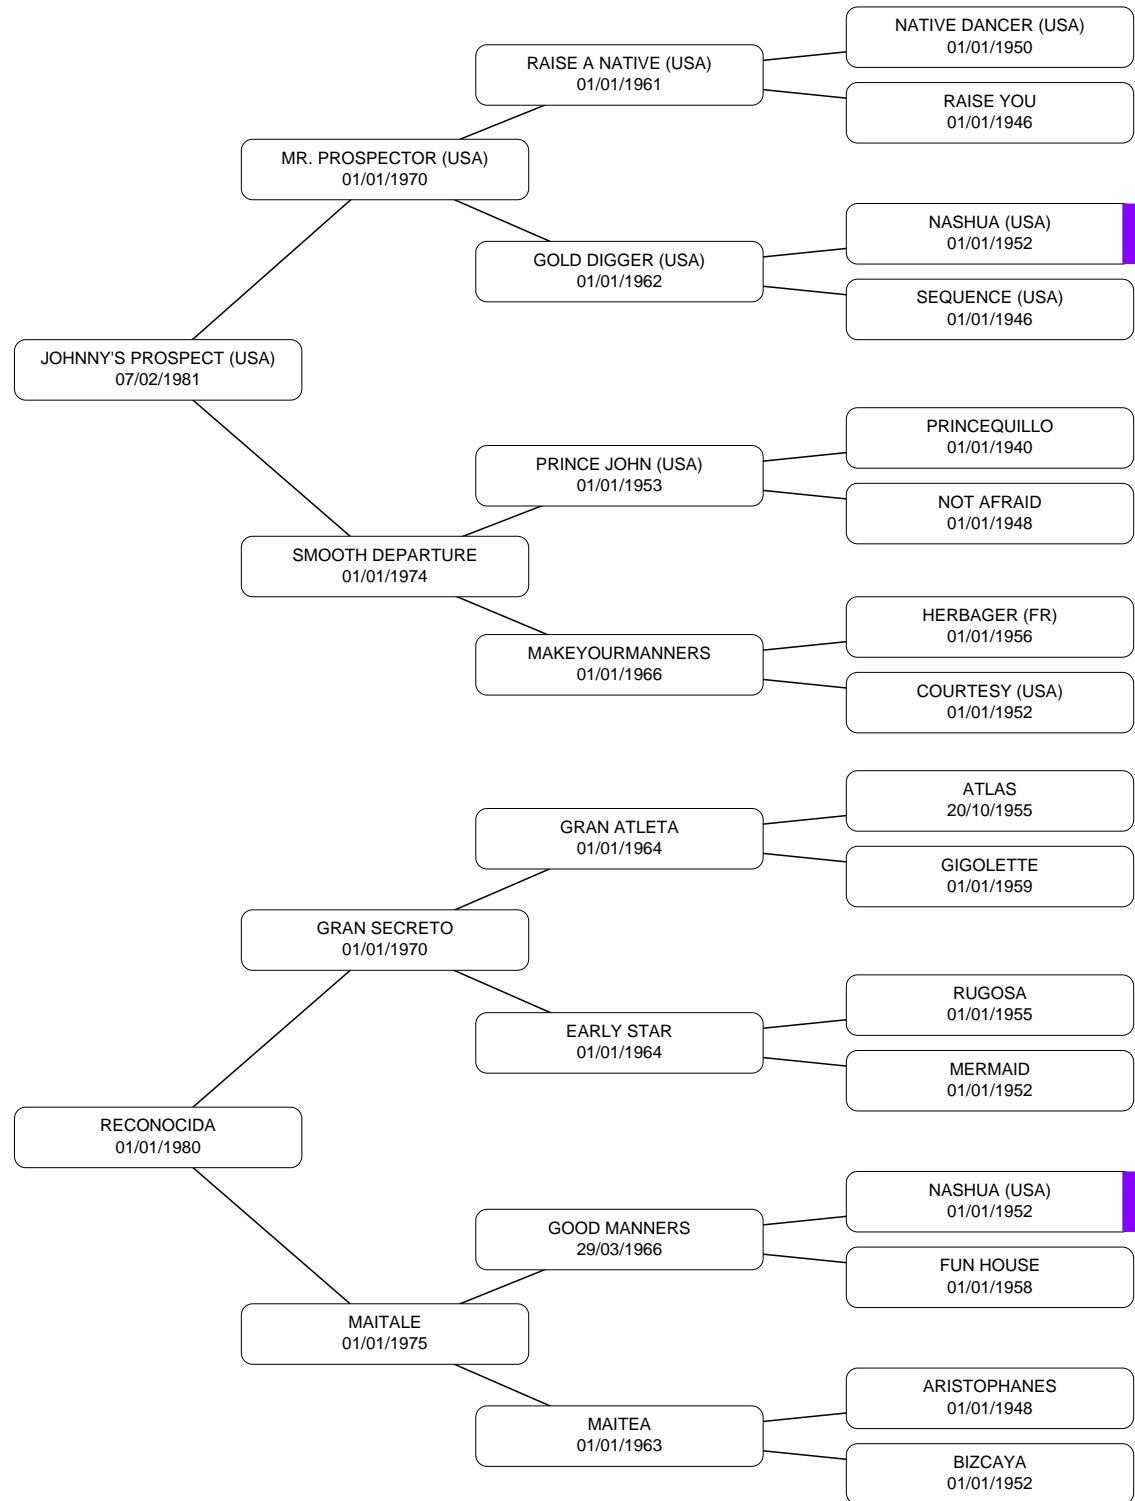 NATIVE DANCER (USA)
01/01/1950
RAISE A NATIVE (USA)
01/01/1961
RAISE YOU
01/01/1946
MR. PROSPECTOR (USA)
01/01/1970
NASHUA (USA)
01/01/1952
GOLD DIGGER (USA)
01/01/1962
SEQUENCE (USA)
01/01/1946
JOHNNY'S PROSPECT (USA)
07/02/1981
PRINCEQUILLO
01/01/1940
PRINCE JOHN (USA)
01/01/1953
NOT AFRAID
01/01/1948
SMOOTH DEPARTURE
01/01/1974
HERBAGER (FR)
01/01/1956
MAKEYOURMANNERS
01/01/1966
COURTESY (USA)
01/01/1952
ATLAS
20/10/1955
GRAN ATLETA
01/01/1964
GIGOLETTE
01/01/1959
GRAN SECRETO
01/01/1970
RUGOSA
01/01/1955
EARLY STAR
01/01/1964
MERMAID
01/01/1952
RECONOCIDA
01/01/1980
NASHUA (USA)
01/01/1952
GOOD MANNERS
29/03/1966
FUN HOUSE
01/01/1958
MAITALE
01/01/1975
ARISTOPHANES
01/01/1948
MAITEA
01/01/1963
BIZCAYA
01/01/1952